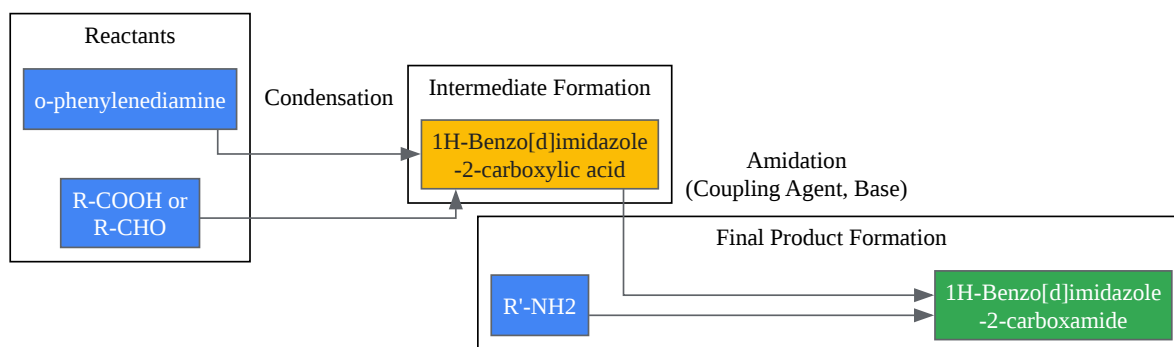 Reactants
o-phenylenediamine
R-COOH or
R-CHO
Condensation
Intermediate Formation
1H-Benzo[d]imidazole
-2-carboxylic acid
Amidation
(Coupling Agent, Base)
Final Product Formation
R'-NH2
1H-Benzo[d]imidazole
-2-carboxamide